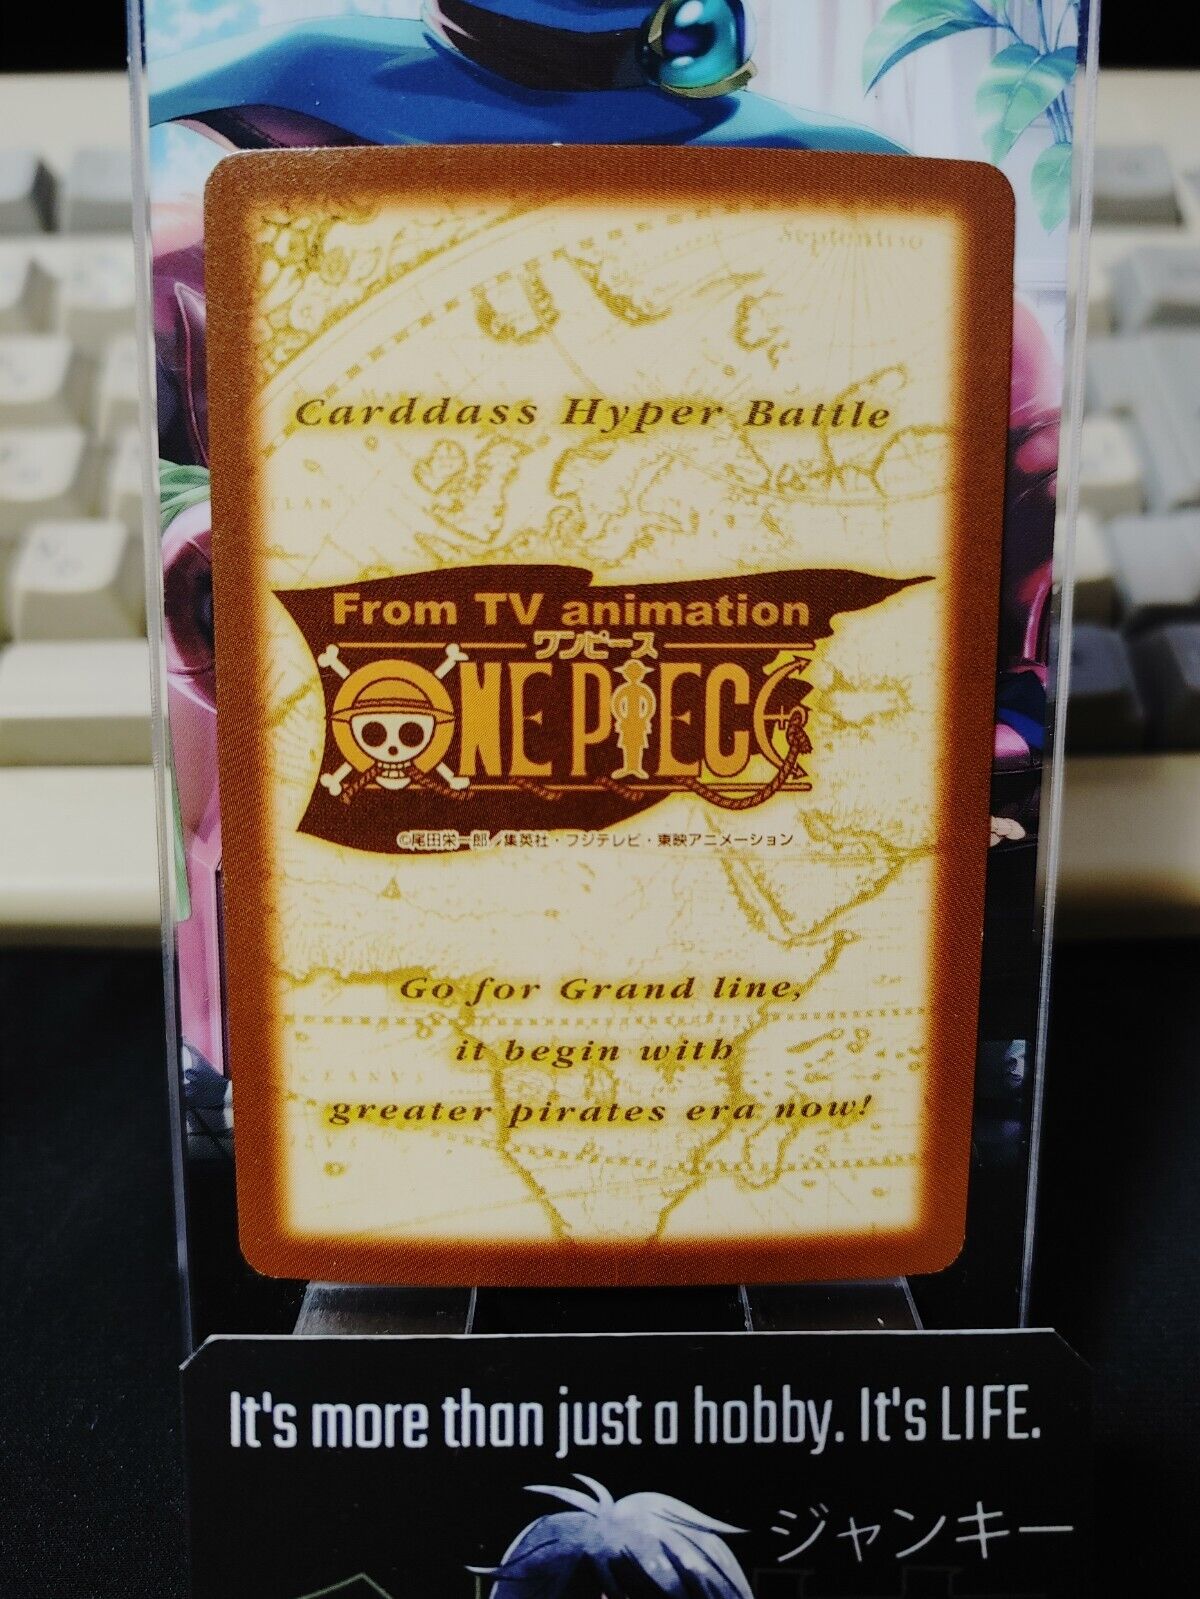 Septentrio
Carddass Hyper Battle
From TV animation
ワンピース
ONE PIECE
©尾田栄一郎／集英社・フジテレビ・東映アニメーション
Go for Grand line,
it begin with
greater pirates era now!
It's more than just a hobby. It's LIFE.
ジャンキー